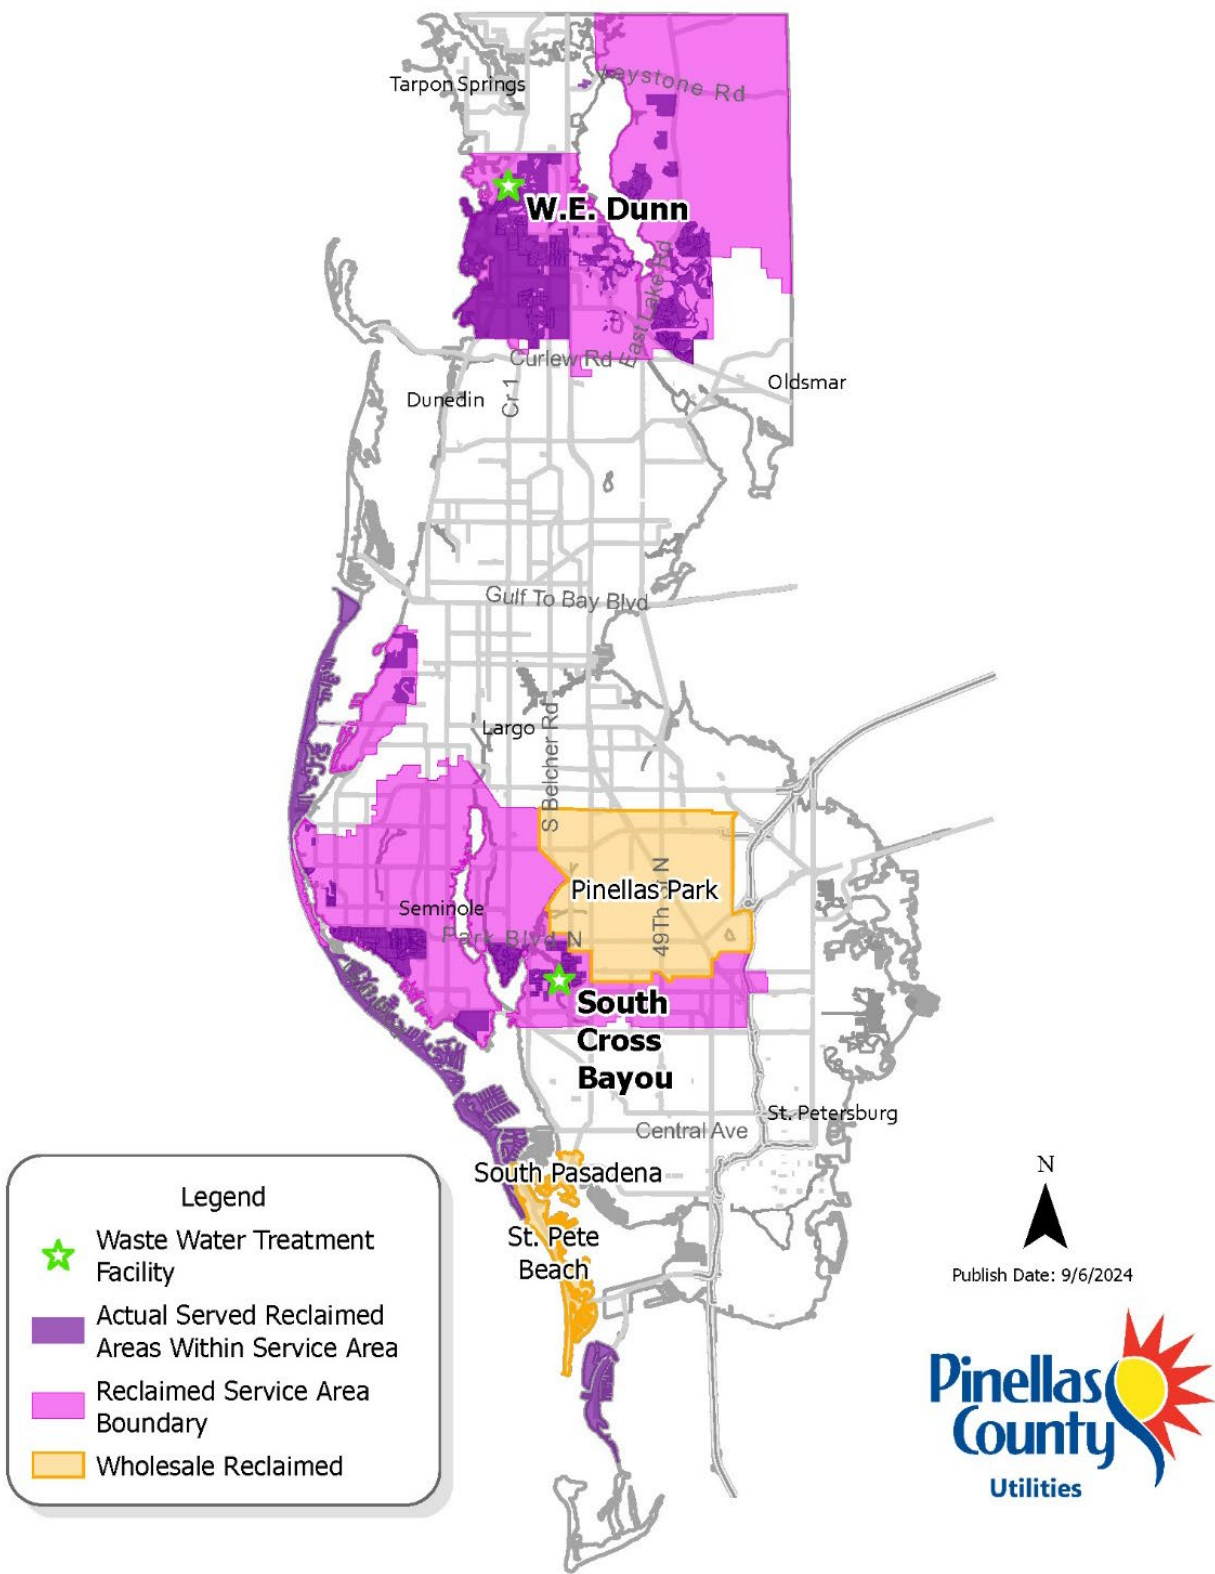 Keystone Rd
Tarpon Springs
W.E. Dunn
East Lake Rd
Curlew Rd
Oldsmar
Dunedin
Cr 1
Gulf To Bay Blvd
Largo
S Belcher Rd
Pinellas Park
49Th St N
Seminole
Park Blvd N
South
Cross
Bayou
St. Petersburg
Central Ave
South Pasadena
St. Pete
Beach
Legend
Waste Water Treatment
Facility
Actual Served Reclaimed
Areas Within Service Area
Reclaimed Service Area
Boundary
Wholesale Reclaimed
N
Publish Date: 9/6/2024
Pinellas
County
Utilities